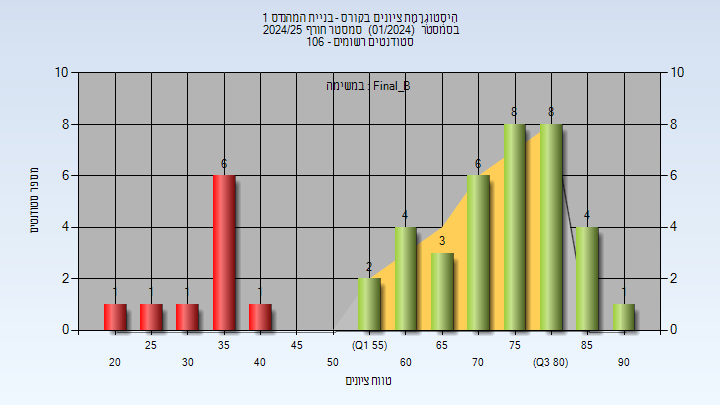 היסטוגרמת ציונים בקורס - בניית המחנדס 1
בסמסטר (01/2024) סמסטר חורף 2024/25
סטודנטים רשומים - 106
במשימה : Final_B
10 10
8 8
6 6
4 4
2 2
0 0
1 1 1 6 1 2 4 3 6 8 8 4 1
מספר סטודנטים
25 35 45 (Q1 55) 65 75 85
20 30 40 50 60 70 (Q3 80) 90
טווח ציונים